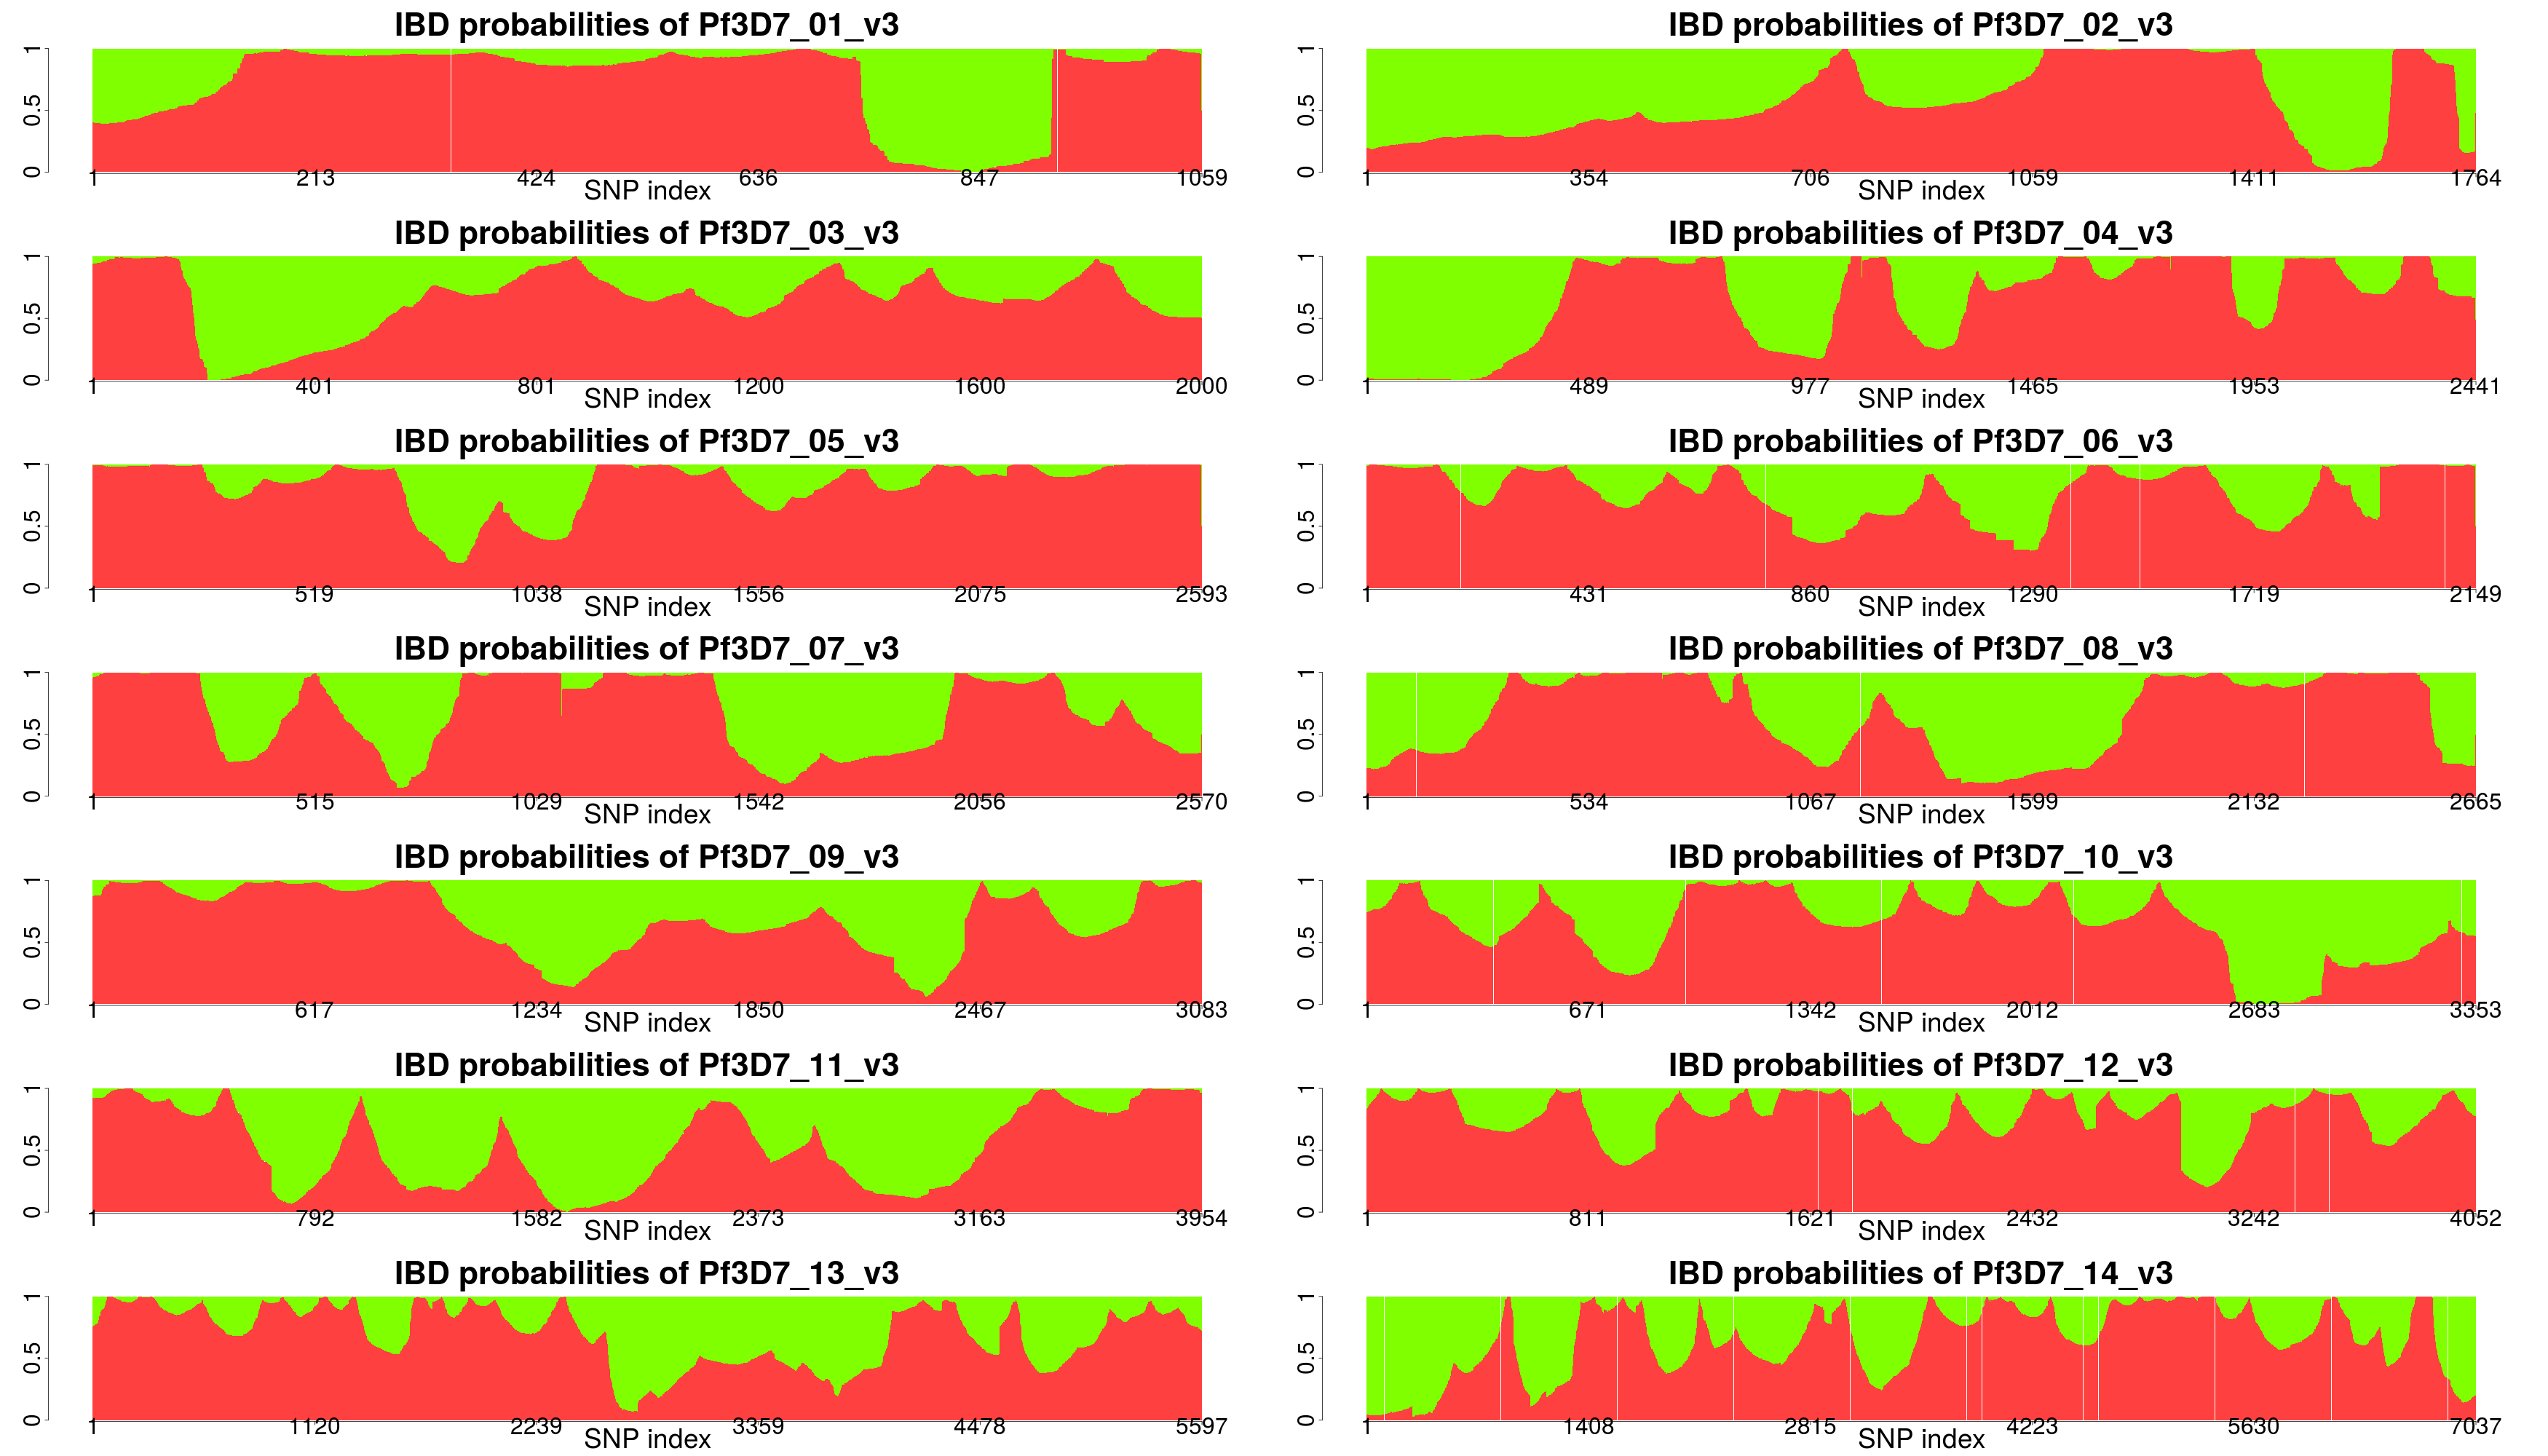 IBD probabilities of Pf3D7_01_v3
0 0.5 1
1 213 424 636 847 1059
SNP index
IBD probabilities of Pf3D7_02_v3
0 0.5 1
1 354 706 1059 1411 1764
SNP index
IBD probabilities of Pf3D7_03_v3
0 0.5 1
1 401 801 1200 1600 2000
SNP index
IBD probabilities of Pf3D7_04_v3
0 0.5 1
1 489 977 1465 1953 2441
SNP index
IBD probabilities of Pf3D7_05_v3
0 0.5 1
1 519 1038 1556 2075 2593
SNP index
IBD probabilities of Pf3D7_06_v3
0 0.5 1
1 431 860 1290 1719 2149
SNP index
IBD probabilities of Pf3D7_07_v3
0 0.5 1
1 515 1029 1542 2056 2570
SNP index
IBD probabilities of Pf3D7_08_v3
0 0.5 1
1 534 1067 1599 2132 2665
SNP index
IBD probabilities of Pf3D7_09_v3
0 0.5 1
1 617 1234 1850 2467 3083
SNP index
IBD probabilities of Pf3D7_10_v3
0 0.5 1
1 671 1342 2012 2683 3353
SNP index
IBD probabilities of Pf3D7_11_v3
0 0.5 1
1 792 1582 2373 3163 3954
SNP index
IBD probabilities of Pf3D7_12_v3
0 0.5 1
1 811 1621 2432 3242 4052
SNP index
IBD probabilities of Pf3D7_13_v3
0 0.5 1
1 1120 2239 3359 4478 5597
SNP index
IBD probabilities of Pf3D7_14_v3
0 0.5 1
1 1408 2815 4223 5630 7037
SNP index